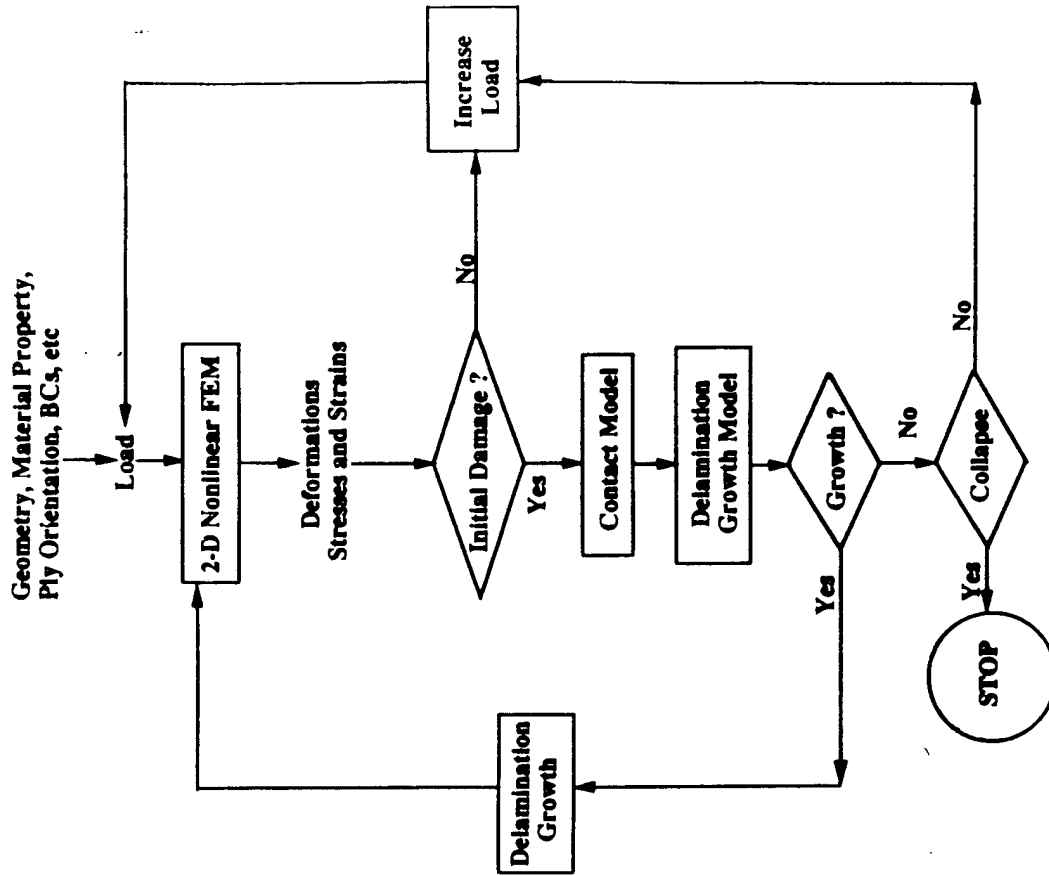 Geometry, Material Property,
Ply Orientation, BCs, etc
Load
2-D Nonlinear FEM
Deformations
Stresses and Strains
Initial Damage ?
No
Increase
Load
Yes
Contact Model
Delamination
Growth Model
Growth ?
Yes
No
Delamination
Growth
Collapse
No
Yes
STOP